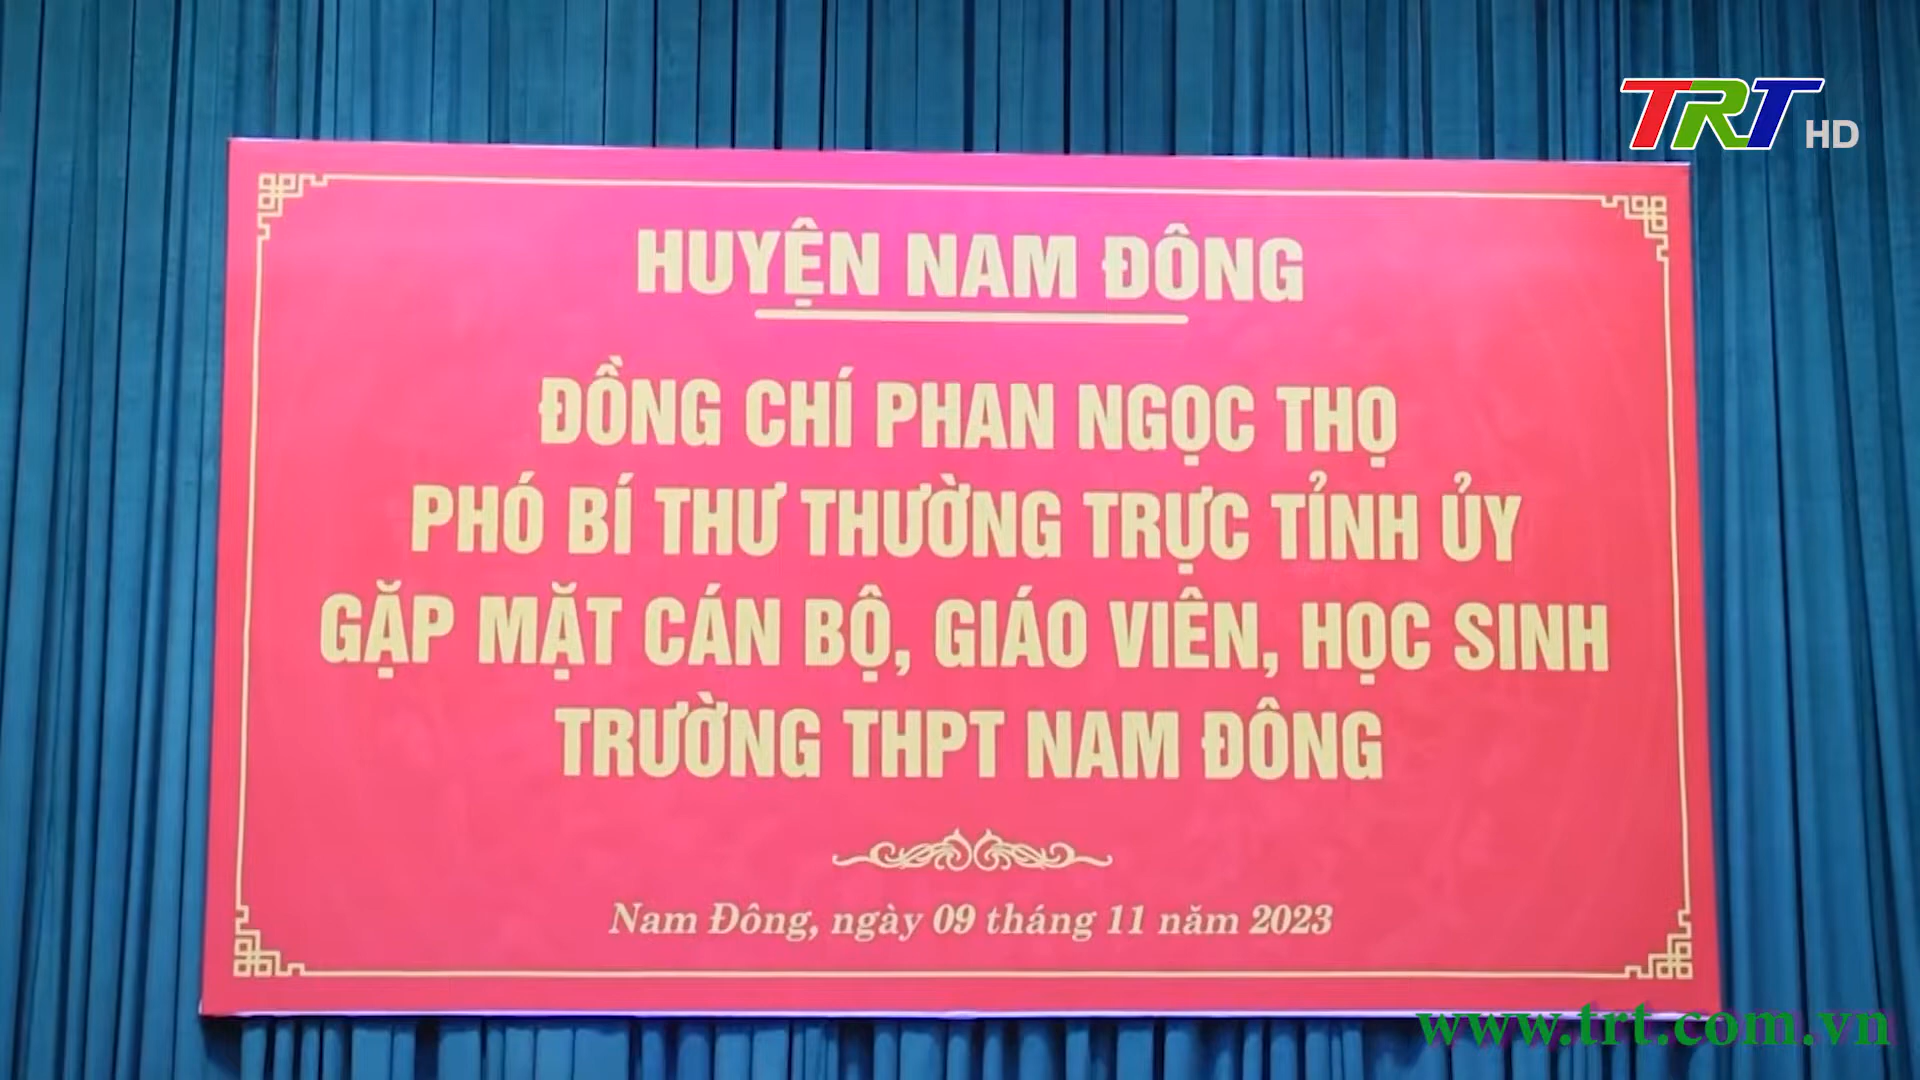 TRT HD
HUYỆN NAM ĐÔNG
ĐỒNG CHÍ PHAN NGỌC THỌ
PHÓ BÍ THƯ THƯỜNG TRỰC TỈNH ỦY
GẶP MẶT CÁN BỘ, GIÁO VIÊN, HỌC SINH
TRƯỜNG THPT NAM ĐÔNG
Nam Đông, ngày 09 tháng 11 năm 2023
www.trt.com.vn